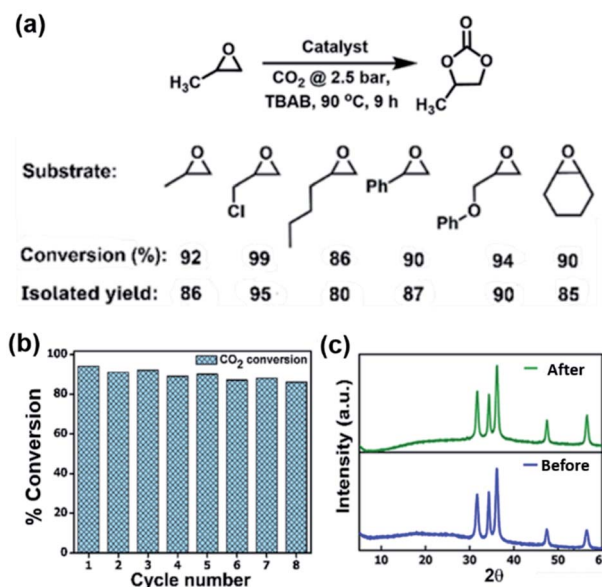 (a)
O
H₃C
Catalyst
CO₂ @ 2.5 bar,
TBAB, 90 °C, 9 h
O
O
O
H₃C
Substrate:
O
O
Cl
O
O
Ph
O
Ph
O
O
Conversion (%): 92 99 86 90 94 90
Isolated yield: 86 95 80 87 90 85
(b)
CO₂ conversion
% Conversion
100
80
60
40
20
0
1 2 3 4 5 6 7 8
Cycle number
(c)
After
Before
Intensity (a.u.)
10 20 30 40 50 60
2θ